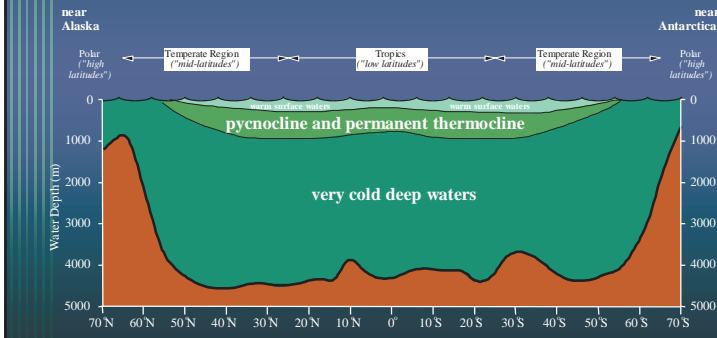 near
Alaska
near
Antarctica
Polar
("high
latitudes")
Temperate Region
("mid-latitudes")
Tropics
("low latitudes")
Temperate Region
("mid-latitudes")
Polar
("high
latitudes")
warm surface waters
warm surface waters
pycnocline and permanent thermocline
very cold deep waters
Water Depth (m)
0
1000
2000
3000
4000
5000
0
1000
2000
3000
4000
5000
70°N 60°N 50°N 40°N 30°N 20°N 10°N 0° 10°S 20°S 30°S 40°S 50°S 60°S 70°S